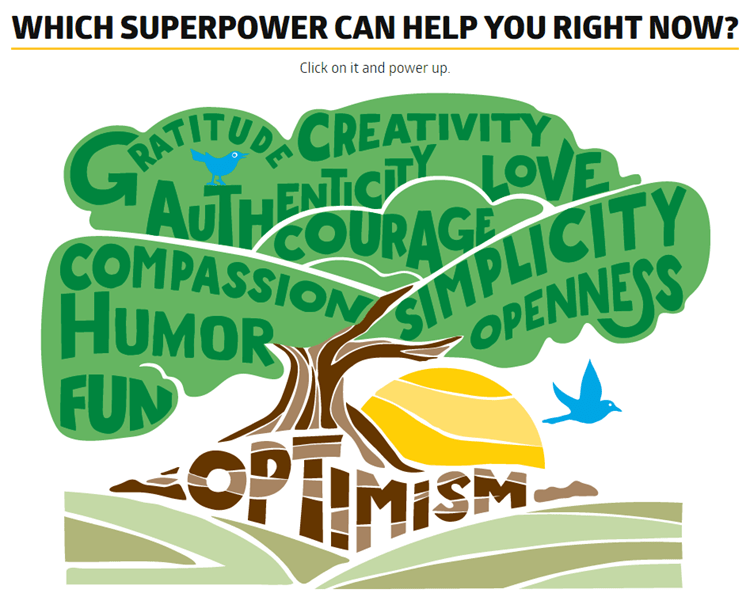 WHICH SUPERPOWER CAN HELP YOU RIGHT NOW?
Click on it and power up.
GRATITUDE
CREATIVITY
AUTHENTICITY
LOVE
COURAGE
COMPASSION
SIMPLICITY
HUMOR
OPENNESS
FUN
OPTIMISM